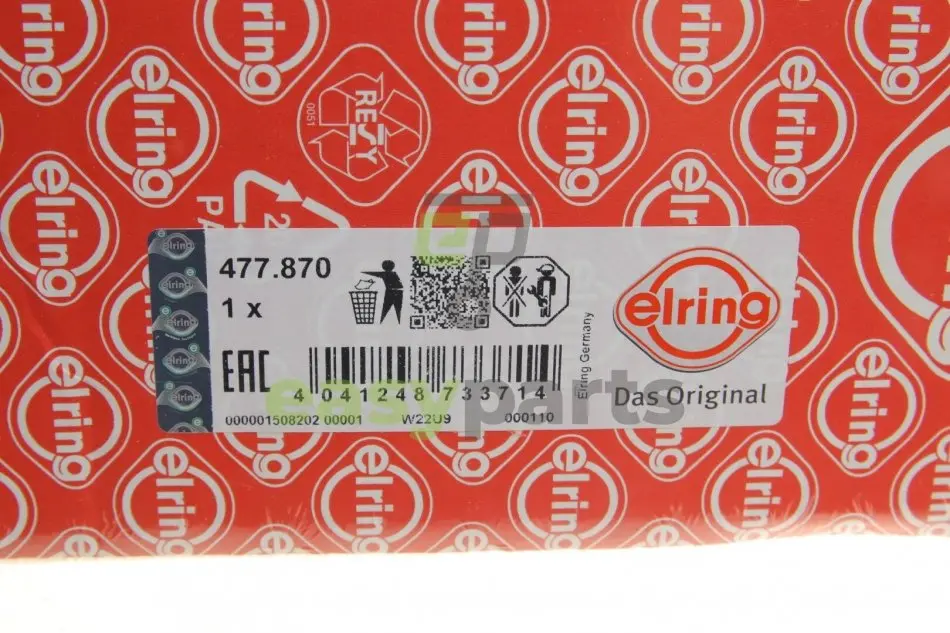 elring
RESY
0051
PA
477.870
1 x
EAC
4 041248 733714
000001508202 00001 W22U9 000110
Elring Germany
elring
Das Original
easyparts